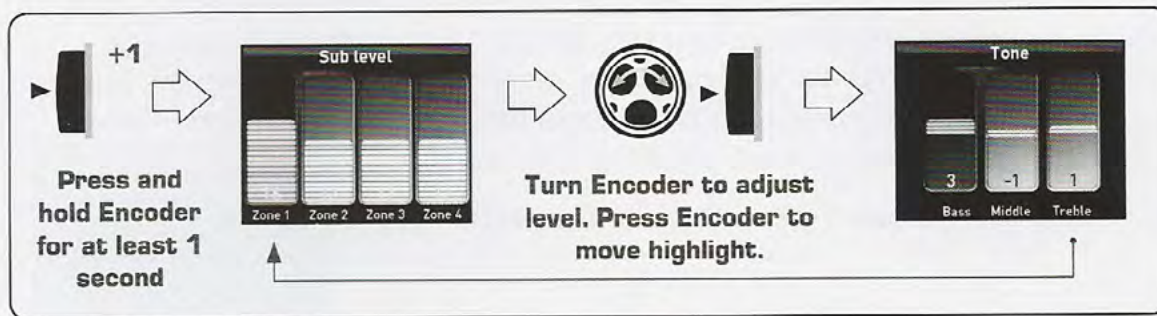 +1
Press and
hold Encoder
for at least 1
second
Sub level
Zone 1 Zone 2 Zone 3 Zone 4
Turn Encoder to adjust
level. Press Encoder to
move highlight.
Tone
3 -1 1
Bass Middle Treble